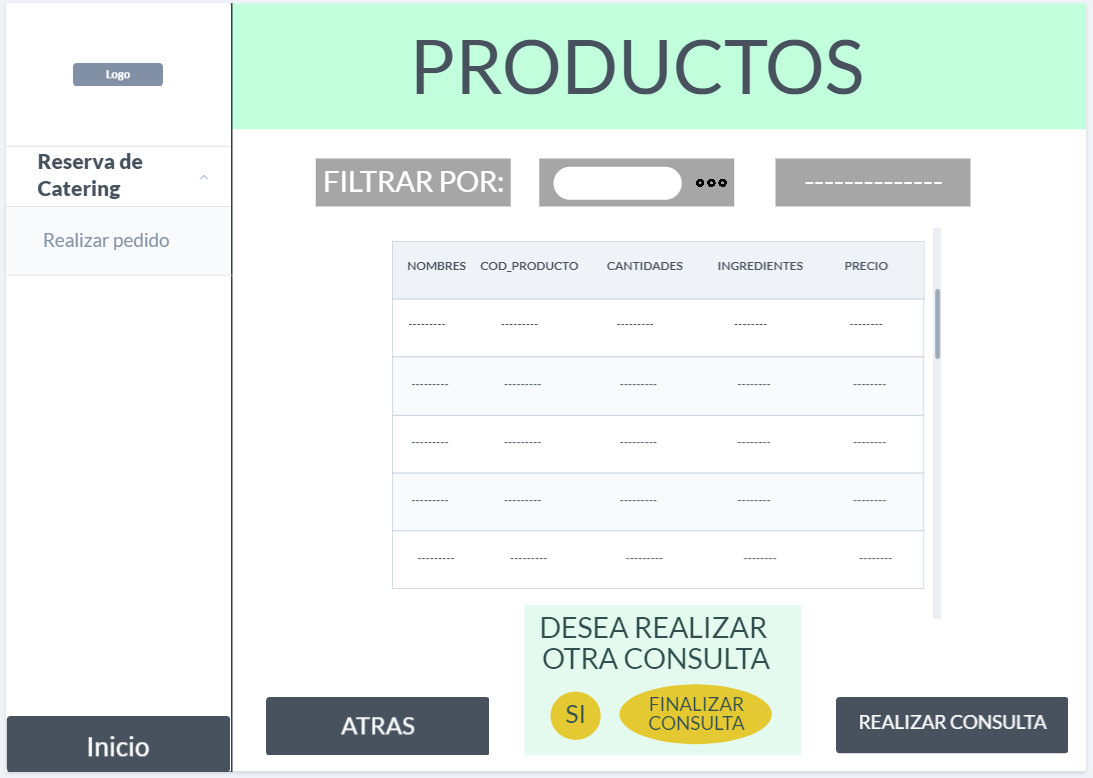 Logo
PRODUCTOS
Reserva de
Catering
Realizar pedido
FILTRAR POR:
--------------
NOMBRES COD_PRODUCTO CANTIDADES INGREDIENTES PRECIO
--------- --------- --------- -------- --------
--------- --------- --------- -------- --------
--------- --------- --------- -------- --------
--------- --------- --------- -------- --------
--------- --------- --------- -------- --------
DESEA REALIZAR
OTRA CONSULTA
SI
FINALIZAR
CONSULTA
ATRAS
REALIZAR CONSULTA
Inicio